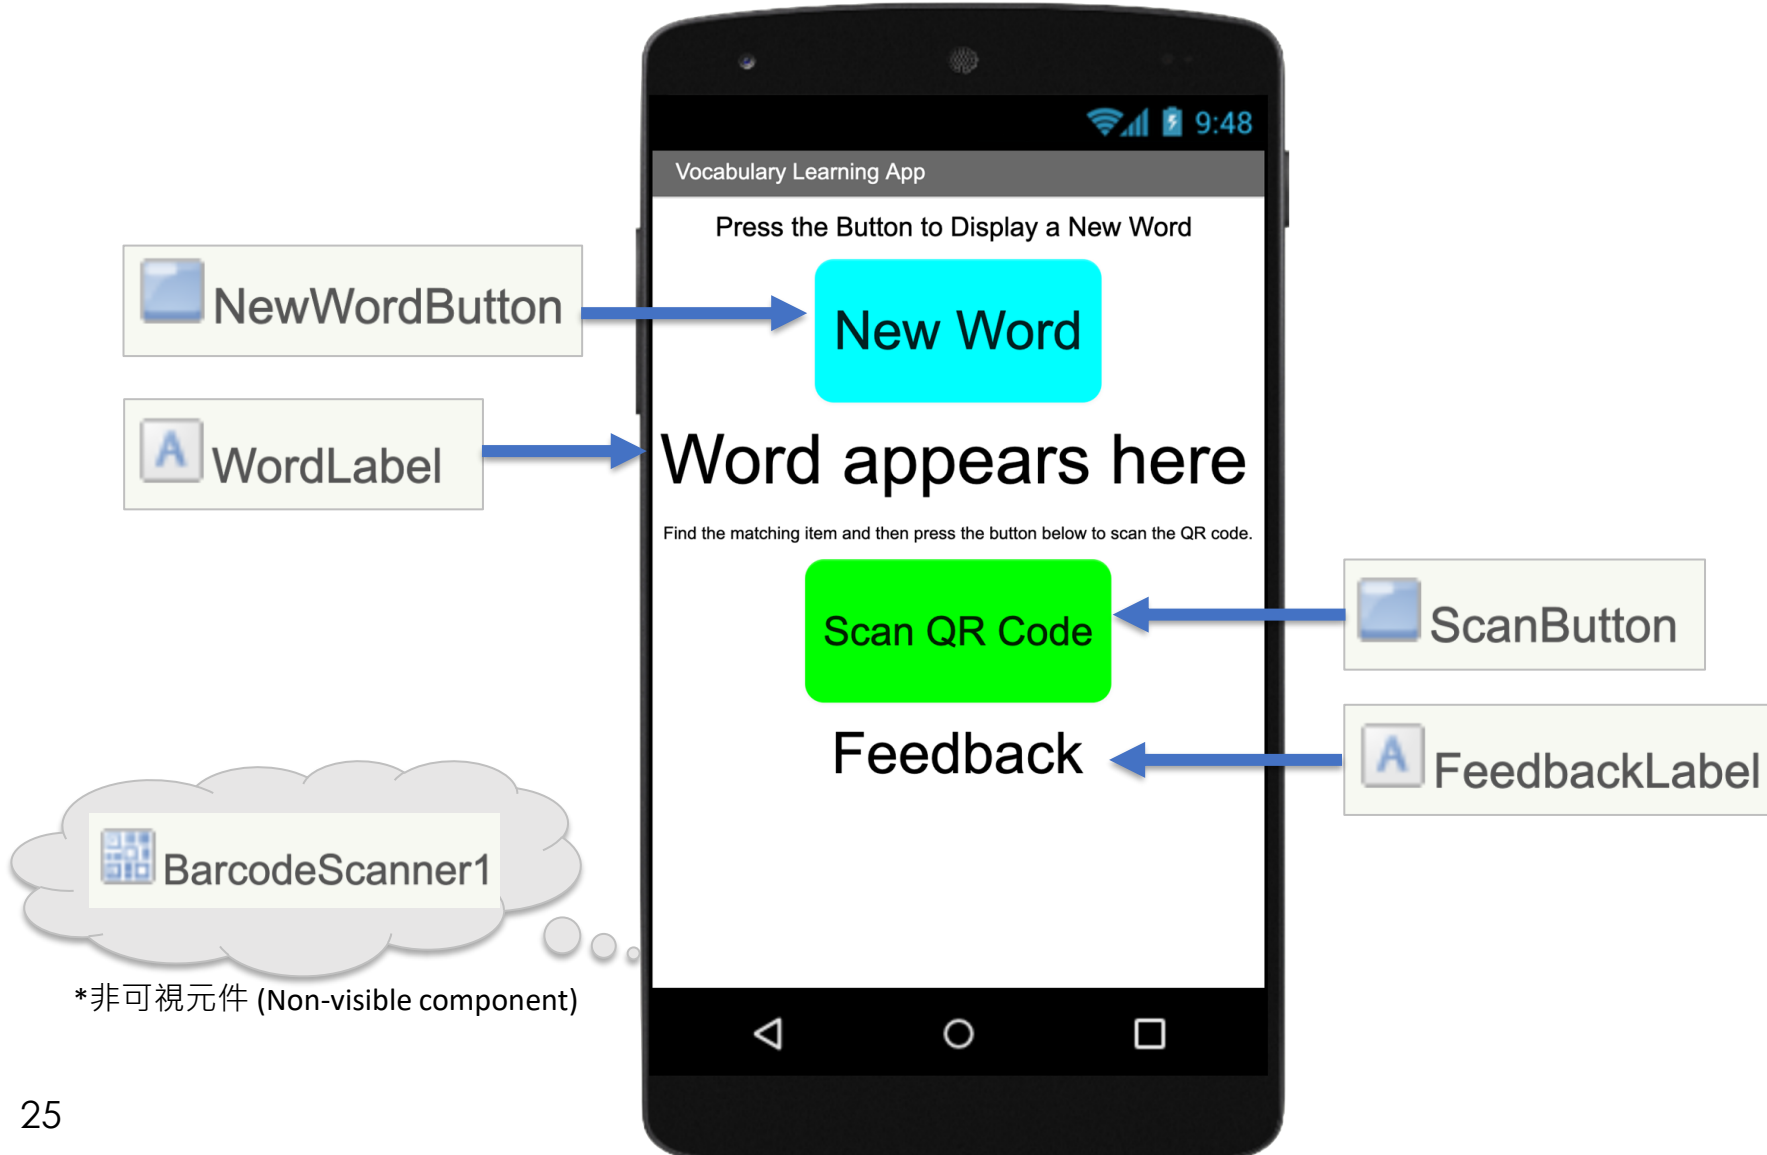 9:48
Vocabulary Learning App
Press the Button to Display a New Word
NewWordButton
New Word
WordLabel
Word appears here
Find the matching item and then press the button below to scan the QR code.
Scan QR Code
ScanButton
Feedback
FeedbackLabel
BarcodeScanner1
*非可視元件 (Non-visible component)
25